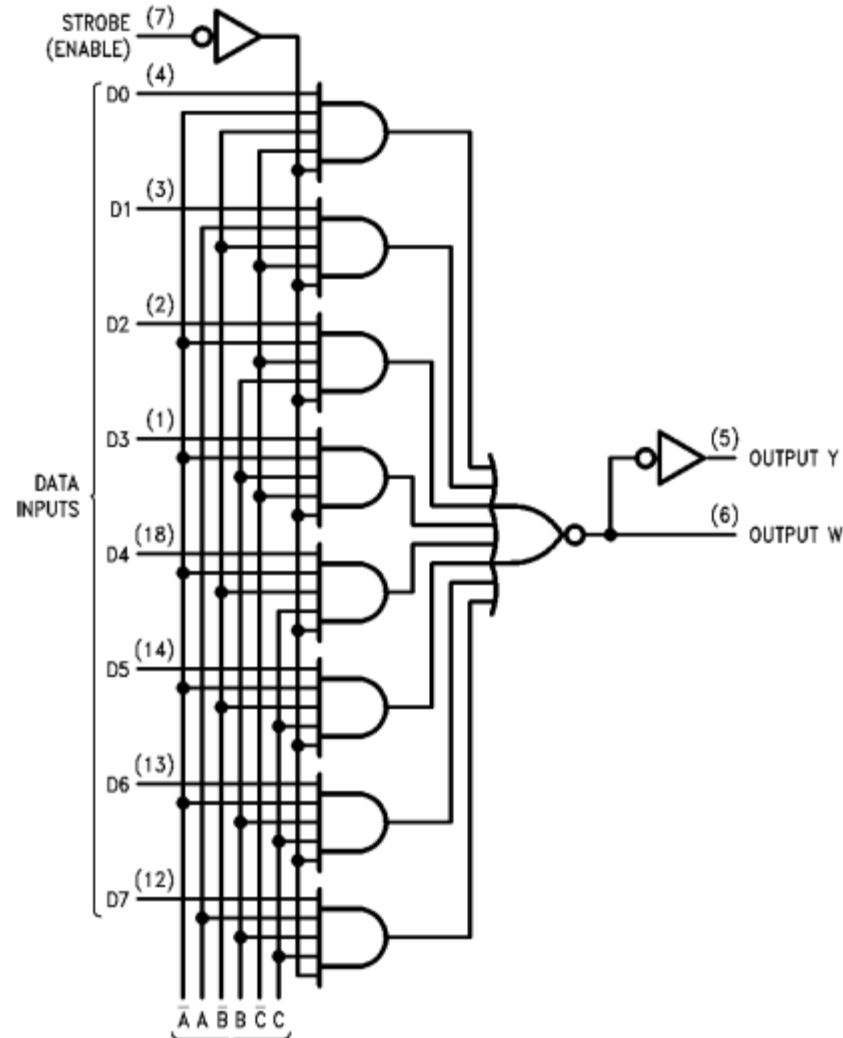 STROBE (7)
(ENABLE)
(4)
D0
(3)
D1
(2)
D2
(1)
D3
DATA
INPUTS
(18)
D4
(14)
D5
(13)
D6
(12)
D7
(5)
OUTPUT Y
(6)
OUTPUT W
A̅ A B̅ B C̅ C